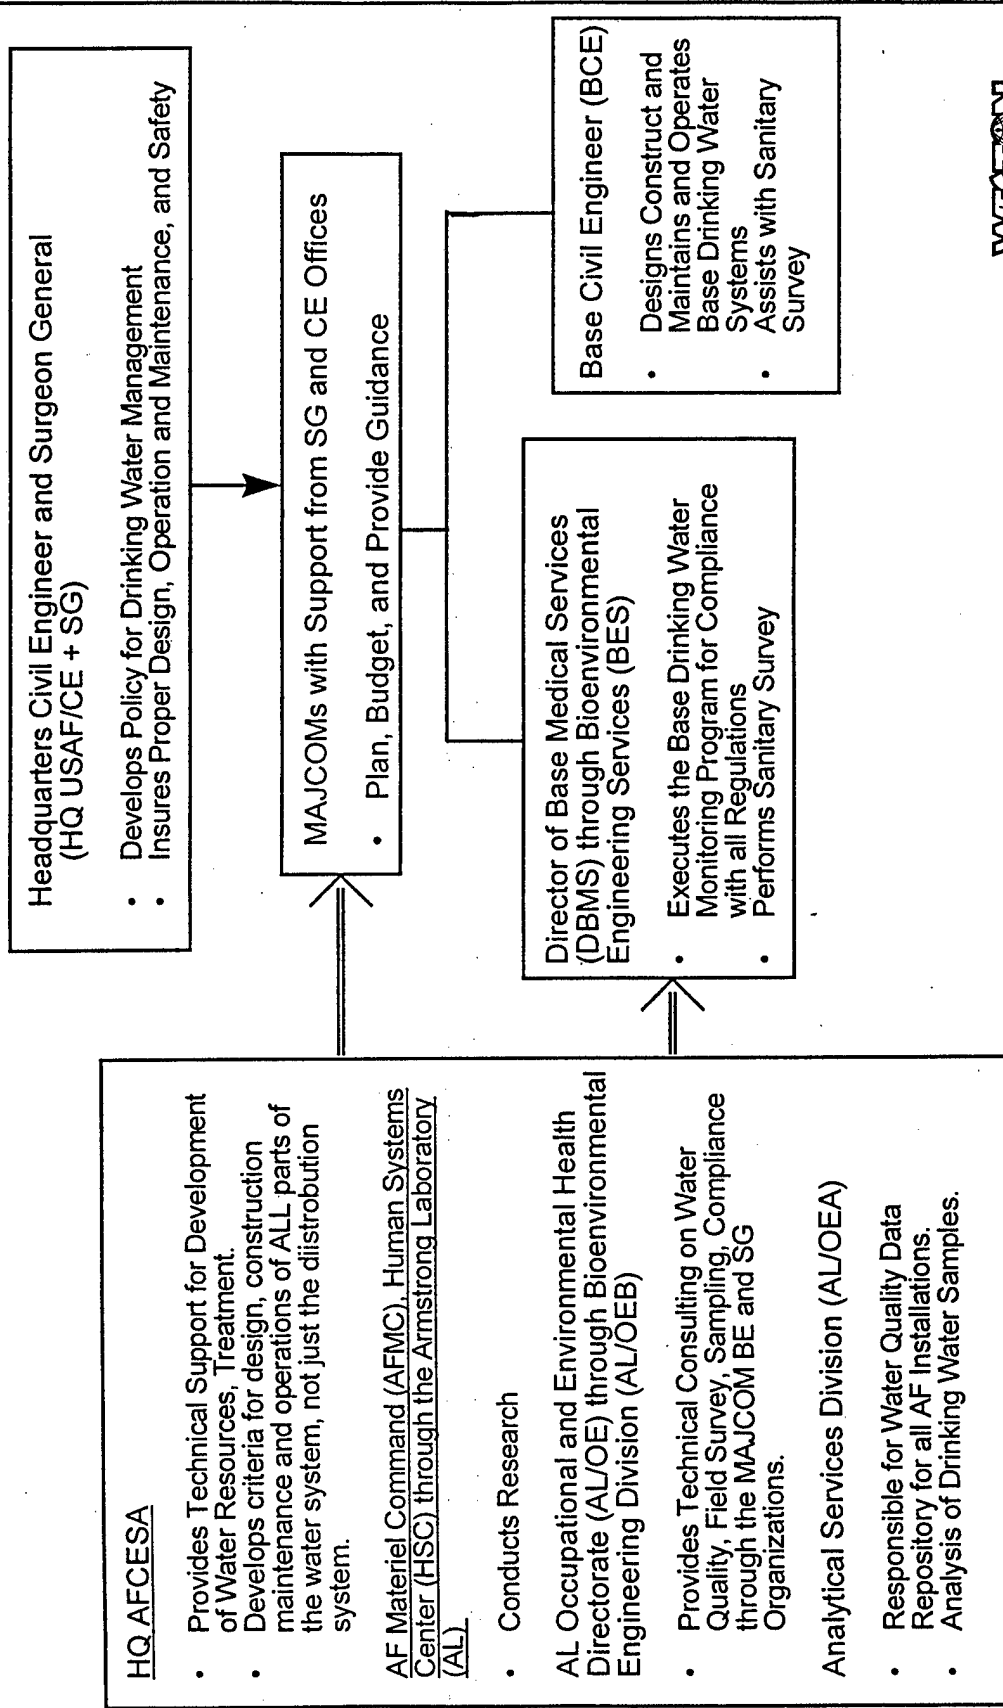 Headquarters Civil Engineer and Surgeon General
(HQ USAF/CE + SG)
• Develops Policy for Drinking Water Management
• Insures Proper Design, Operation and Maintenance, and Safety
MAJCOMs with Support from SG and CE Offices
• Plan, Budget, and Provide Guidance
Director of Base Medical Services
(DBMS) through Bioenvironmental
Engineering Services (BES)
• Executes the Base Drinking Water
Monitoring Program for Compliance
with all Regulations
• Performs Sanitary Survey
Base Civil Engineer (BCE)
• Designs Construct and
Maintains and Operates
Base Drinking Water
Systems
• Assists with Sanitary
Survey
HQ AFCESA
• Provides Technical Support for Development
of Water Resources, Treatment.
• Develops criteria for design, construction
maintenance and operations of ALL parts of
the water system, not just the diistrobution
system.
AF Materiel Command (AFMC), Human Systems
Center (HSC) through the Armstrong Laboratory
(AL)
• Conducts Research
AL Occupational and Environmental Health
Directorate (AL/OE) through Bioenvironmental
Engineering Division (AL/OEB)
• Provides Technical Consulting on Water
Quality, Field Survey, Sampling, Compliance
through the MAJCOM BE and SG
Organizations.
Analytical Services Division (AL/OEA)
• Responsible for Water Quality Data
Repository for all AF Installations.
• Analysis of Drinking Water Samples.